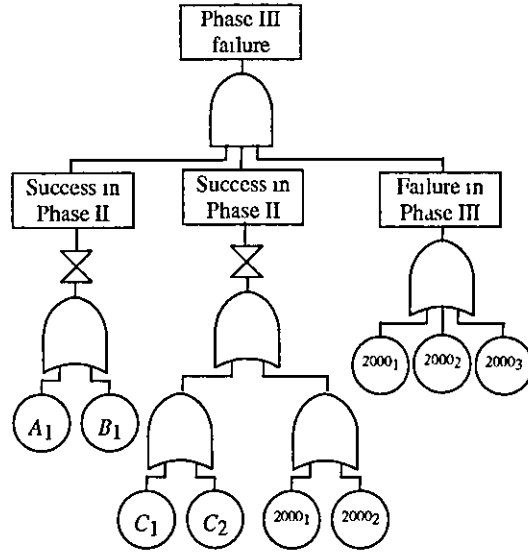 Phase III
failure
Success in
Phase II
Success in
Phase II
Failure in
Phase III
2000₁
2000₂
2000₃
A₁
B₁
C₁
C₂
2000₁
2000₂